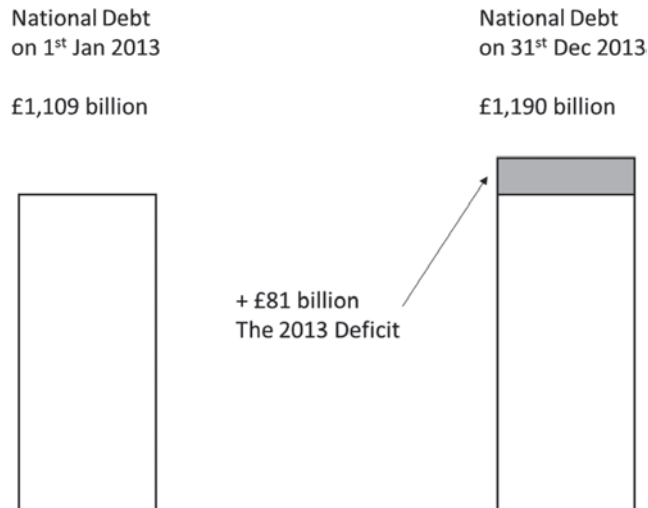 National Debt
on 1st Jan 2013
£1,109 billion
National Debt
on 31st Dec 2013
£1,190 billion
+ £81 billion
The 2013 Deficit